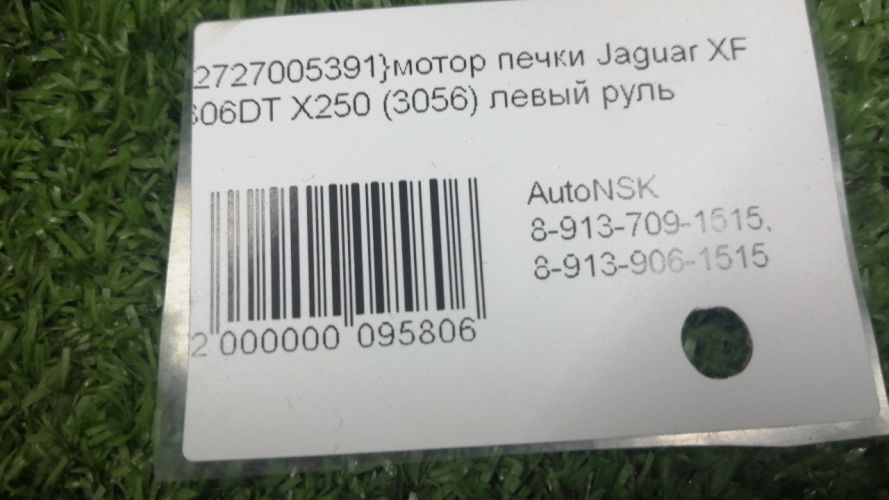 2727005391}мотор печки Jaguar XF
306DT X250 (3056) левый руль
AutoNSK
8-913-709-1515,
8-913-906-1515
2 000000 095806